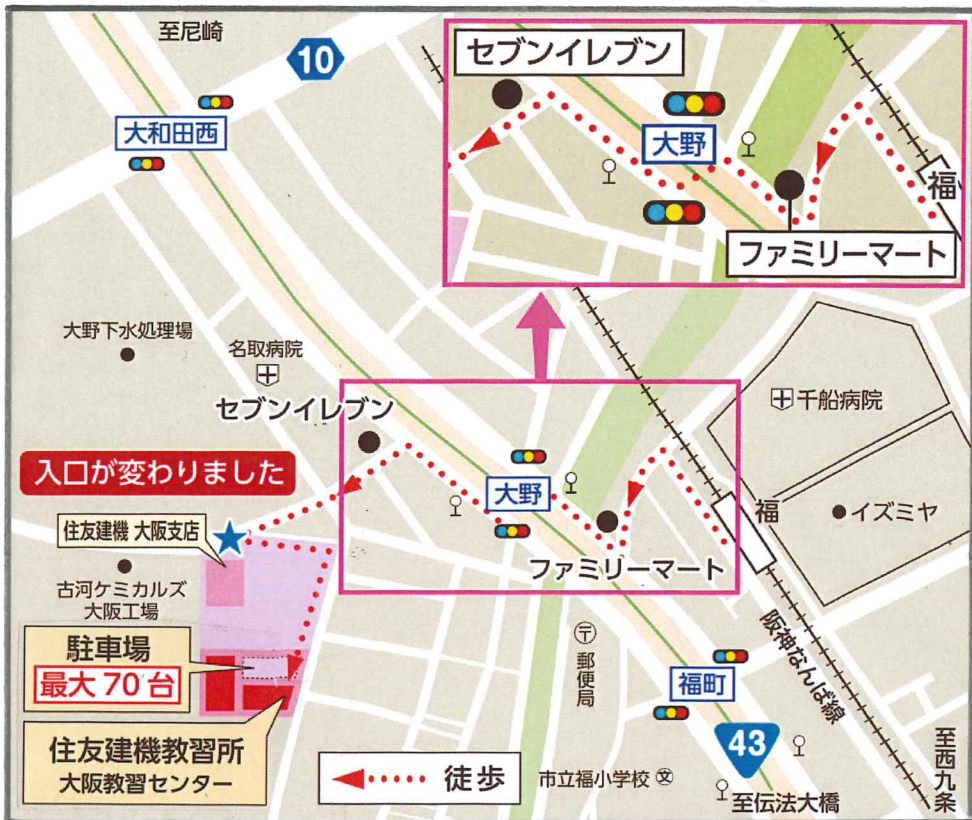 至尼崎
10
大和田西
セブンイレブン
大野
福
ファミリーマート
大野下水処理場
名取病院
セブンイレブン
千船病院
入口が変わりました
大野
福
イズミヤ
住友建機 大阪支店
ファミリーマート
古河ケミカルズ
大阪工場
阪神なんば線
駐車場
最大70台
〒
郵便局
福町
住友建機教習所
大阪教習センター
43
徒歩
市立福小学校 文
至伝法大橋
至西九条